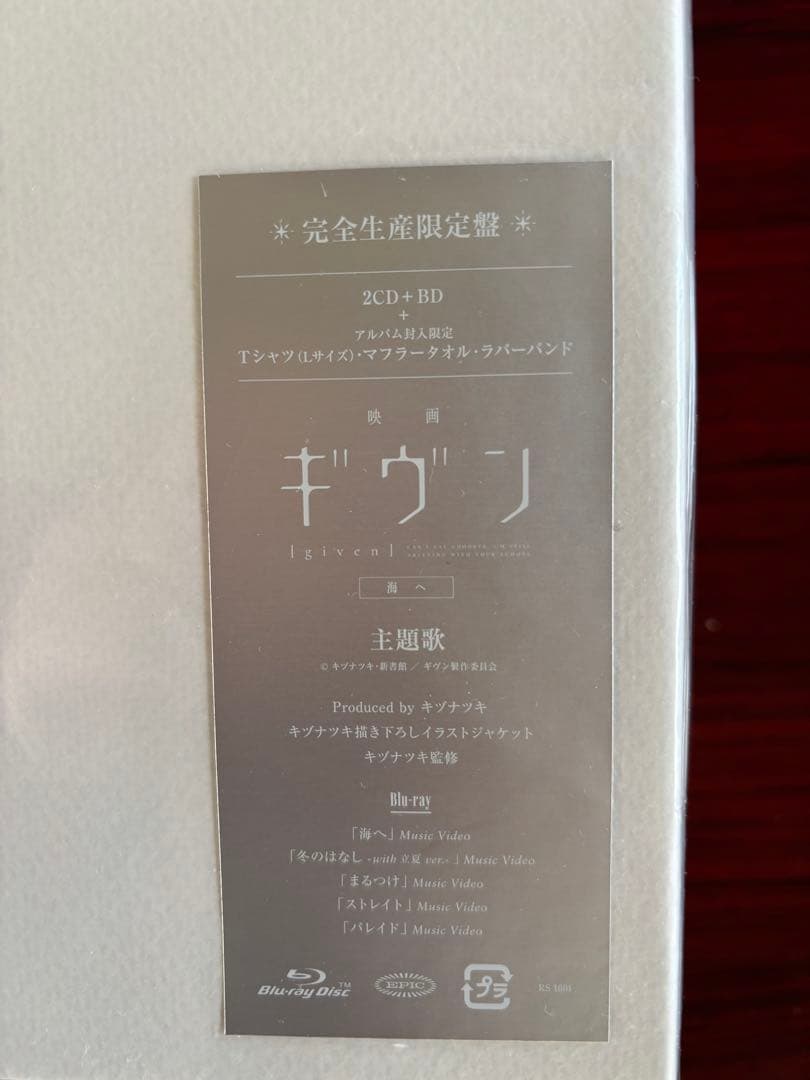 完全生産限定盤
2CD+BD
+
アルバム封入限定
Tシャツ(Lサイズ)・マフラータオル・ラバーバンド
映 画
ギヴン
[given]
海 へ
主題歌
© キヅナツキ・新書館 / ギヴン製作委員会
Produced by キヅナツキ
キヅナツキ描き下ろしイラストジャケット
キヅナツキ監修
Blu-ray
「海へ」Music Video
「冬のはなし -with 立夏 ver.- 」Music Video
「まるつけ」Music Video
「ストレイト」Music Video
「パレイド」Music Video
Blu-ray Disc™ EPIC プラ RS 1601